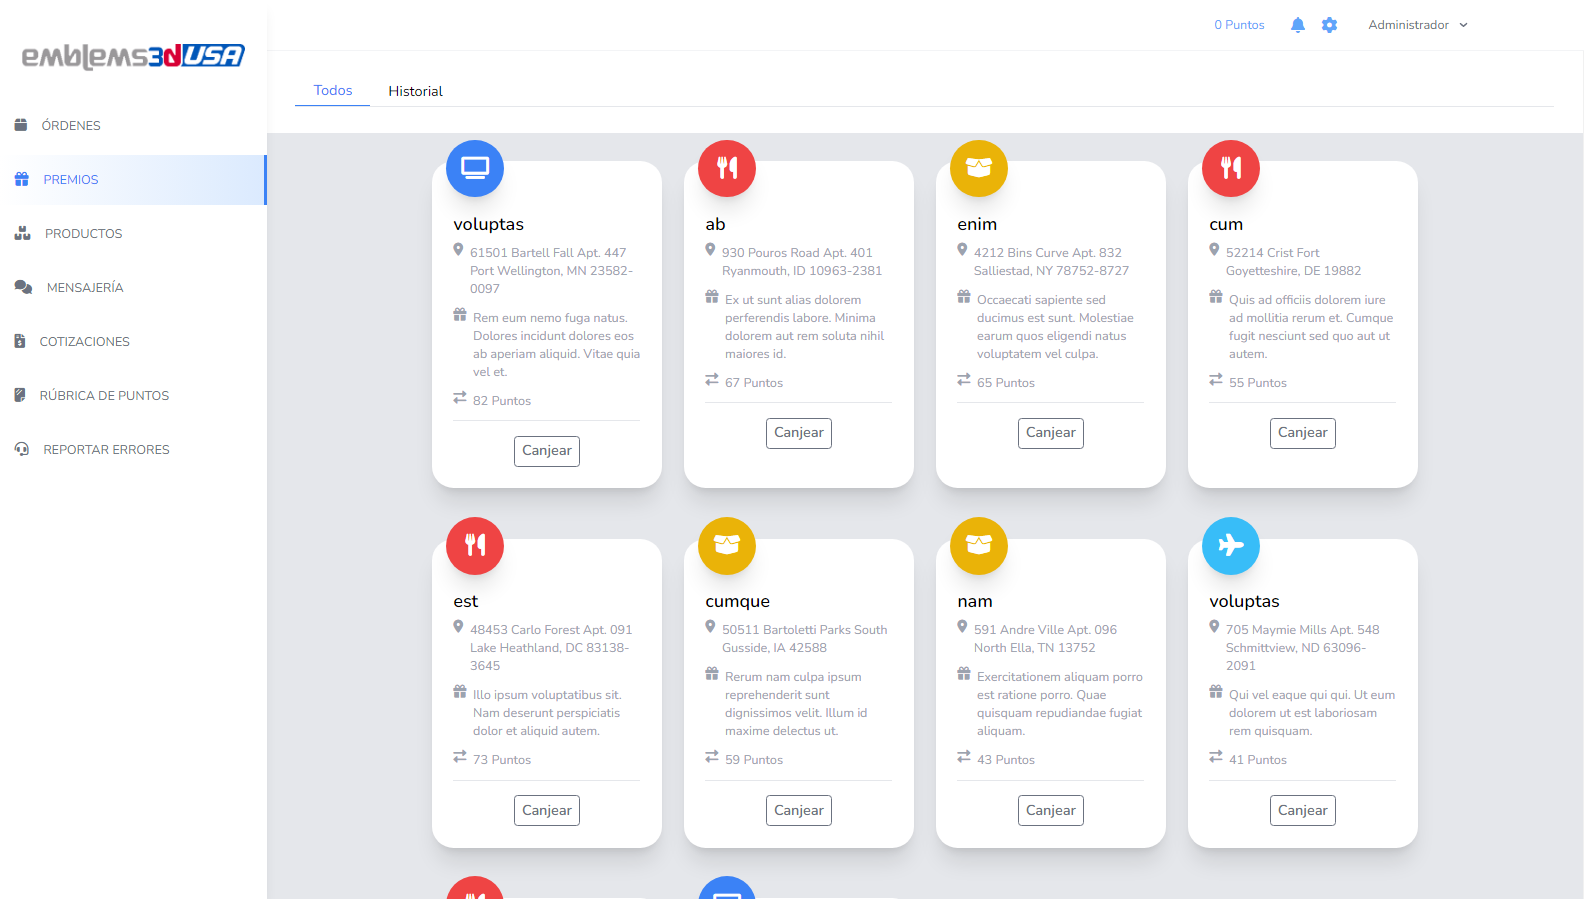 0 Puntos
Administrador
emblems3dUSA
ÓRDENES
PREMIOS
PRODUCTOS
MENSAJERÍA
COTIZACIONES
RÚBRICA DE PUNTOS
REPORTAR ERRORES
Todos
Historial
voluptas
61501 Bartell Fall Apt. 447
Port Wellington, MN 23582-
0097
Rem eum nemo fuga natus.
Dolores incidunt dolores eos
ab aperiam aliquid. Vitae quia
vel et.
82 Puntos
Canjear
ab
930 Pouros Road Apt. 401
Ryanmouth, ID 10963-2381
Ex ut sunt alias dolorem
perferendis labore. Minima
dolorem aut rem soluta nihil
maiores id.
67 Puntos
Canjear
enim
4212 Bins Curve Apt. 832
Salliestad, NY 78752-8727
Occaecati sapiente sed
ducimus est sunt. Molestiae
earum quos eligendi natus
voluptatem vel culpa.
65 Puntos
Canjear
cum
52214 Crist Fort
Goyetteshire, DE 19882
Quis ad officiis dolorem iure
ad mollitia rerum et. Cumque
fugit nesciunt sed quo aut ut
autem.
55 Puntos
Canjear
est
48453 Carlo Forest Apt. 091
Lake Heathland, DC 83138-
3645
Illo ipsum voluptatibus sit.
Nam deserunt perspiciatis
dolor et aliquid autem.
73 Puntos
Canjear
cumque
50511 Bartoletti Parks South
Gusside, IA 42588
Rerum nam culpa ipsum
reprehenderit sunt
dignissimos velit. Illum id
maxime delectus ut.
59 Puntos
Canjear
nam
591 Andre Ville Apt. 096
North Ella, TN 13752
Exercitationem aliquam porro
est ratione porro. Quae
quisquam repudiandae fugiat
aliquam.
43 Puntos
Canjear
voluptas
705 Maymie Mills Apt. 548
Schmittview, ND 63096-
2091
Qui vel eaque qui qui. Ut eum
dolorem ut est laboriosam
rem quisquam.
41 Puntos
Canjear